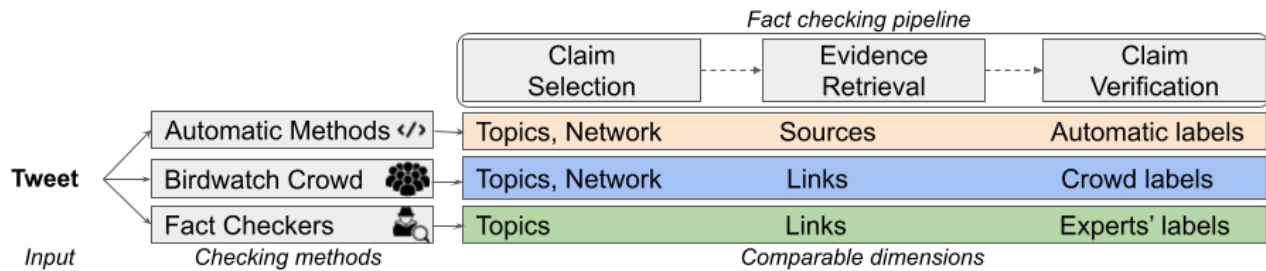 Fact checking pipeline
Claim
Selection
Evidence
Retrieval
Claim
Verification
Automatic Methods </>
Topics, Network
Sources
Automatic labels
Tweet
Birdwatch Crowd
Topics, Network
Links
Crowd labels
Fact Checkers
Topics
Links
Experts' labels
Input
Checking methods
Comparable dimensions